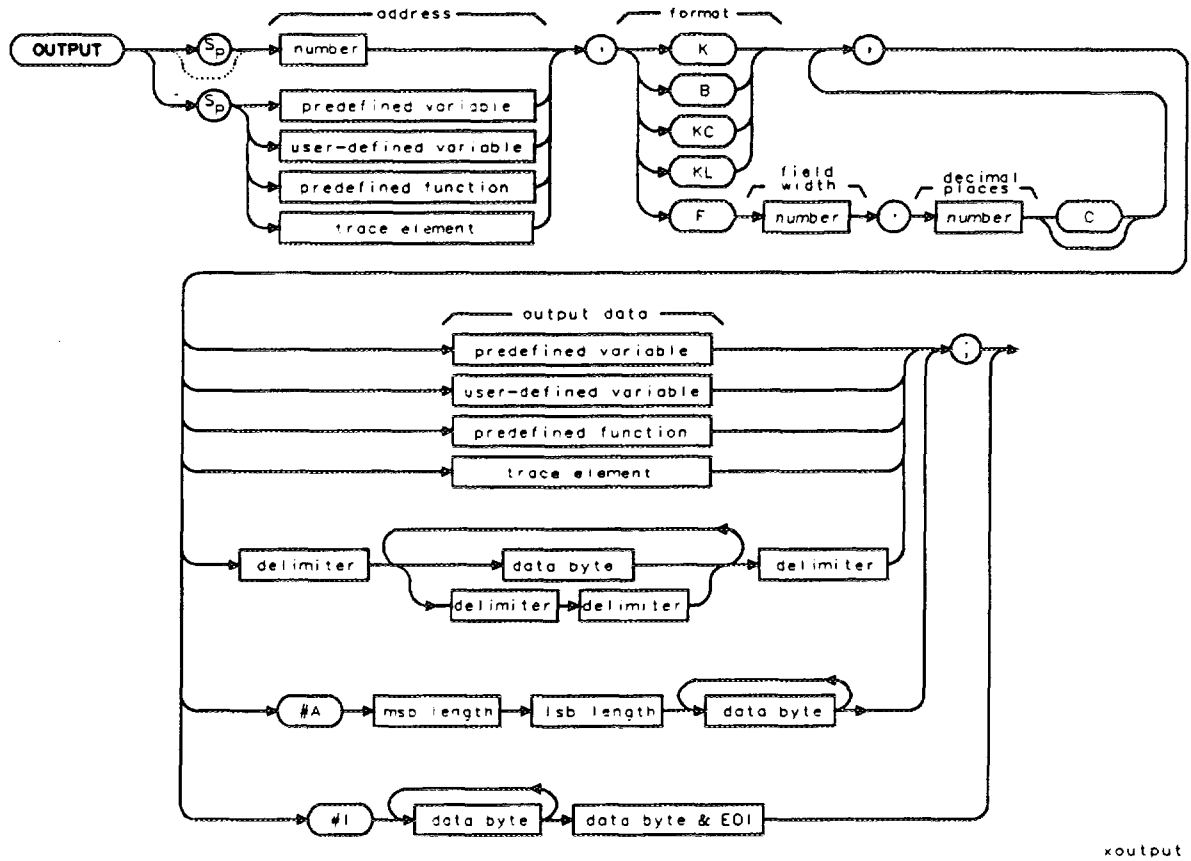 address
format
OUTPUT
Sp
number
,
K
,
Sp
predefined variable
B
user-defined variable
KC
predefined function
KL
trace element
F
field width
number
.
decimal places
number
C
output data
predefined variable
;
user-defined variable
predefined function
trace element
delimiter
data byte
delimiter
delimiter
delimiter
#A
msb length
lsb length
data byte
#I
data byte
data byte & EOI
xoutput